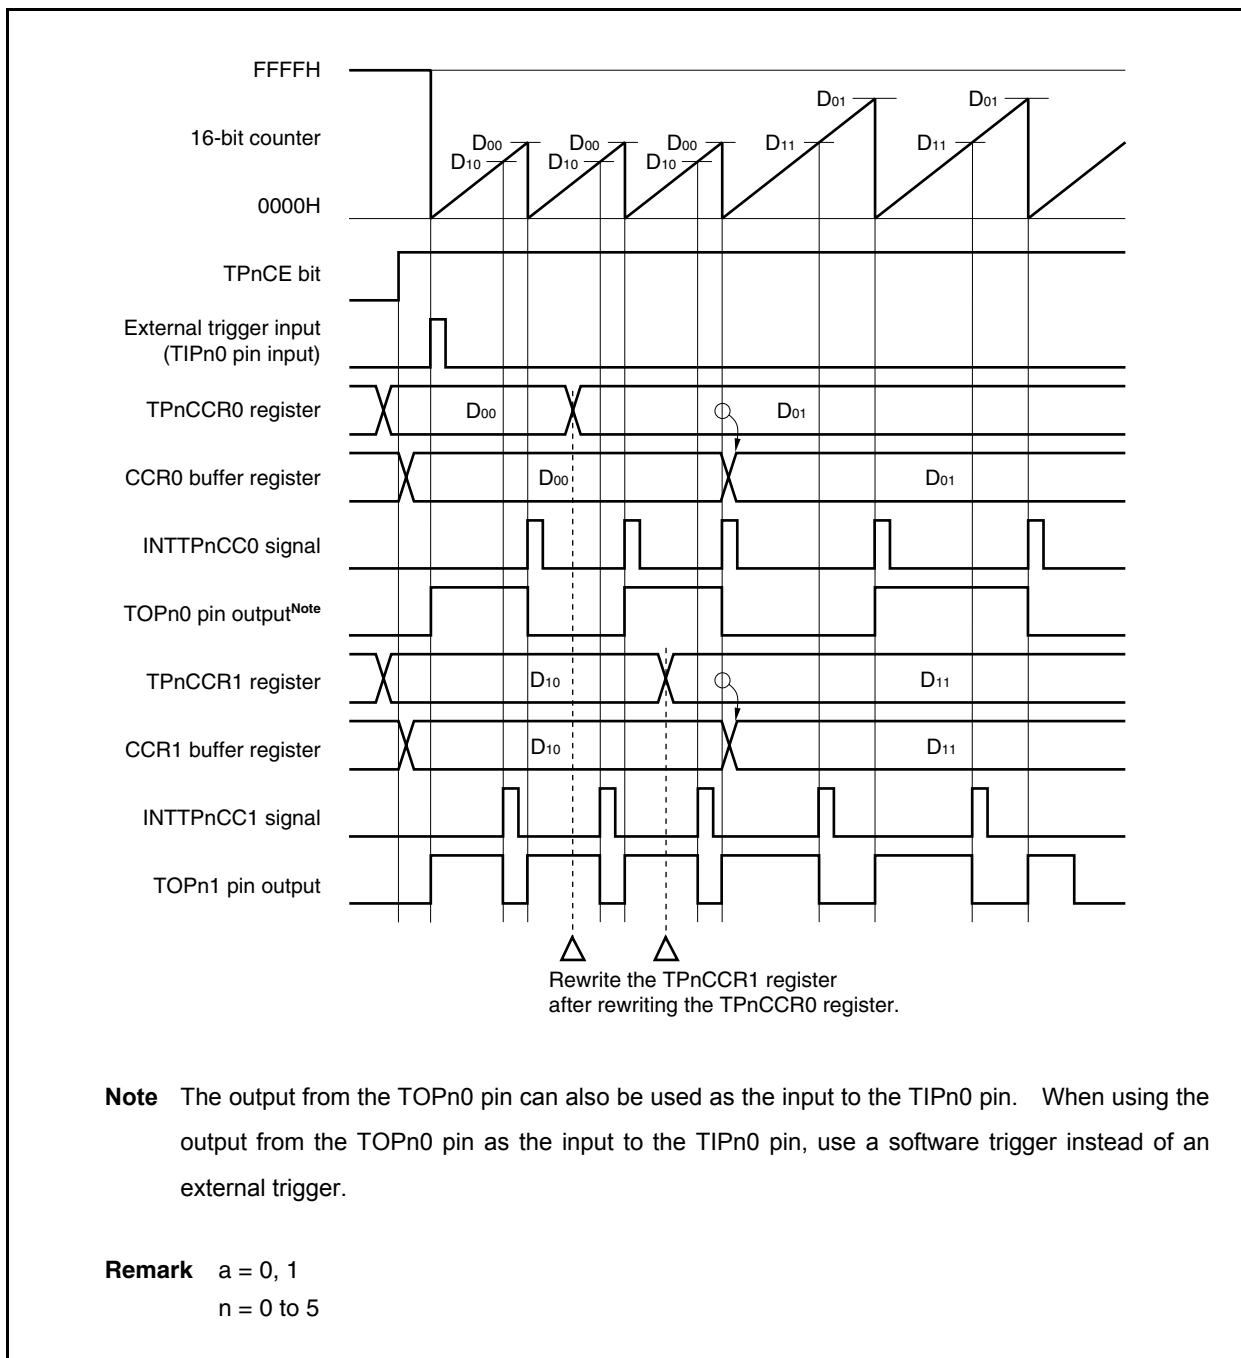 FFFFH
D01 D01
16-bit counter
D00 D00 D00 D11 D11
D10 D10 D10
0000H
TPnCE bit
External trigger input
(TIPn0 pin input)
TPnCCR0 register D00 D01
CCR0 buffer register D00 D01
INTTPnCC0 signal
TOPn0 pin outputNote
TPnCCR1 register D10 D11
CCR1 buffer register D10 D11
INTTPnCC1 signal
TOPn1 pin output
Rewrite the TPnCCR1 register
after rewriting the TPnCCR0 register.
Note The output from the TOPn0 pin can also be used as the input to the TIPn0 pin. When using the
output from the TOPn0 pin as the input to the TIPn0 pin, use a software trigger instead of an
external trigger.
Remark a = 0, 1
n = 0 to 5